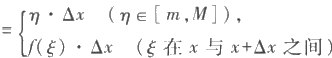 = { η · Δx （η∈[ m , M ]） ,
f(ξ) · Δx （ξ 在 x 与 x+Δx 之间）